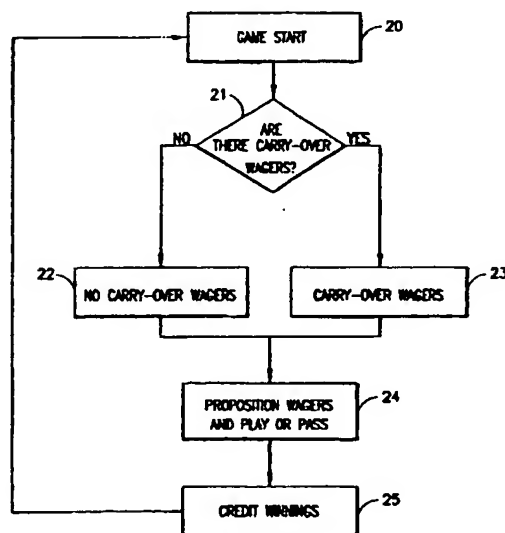 GAME START
20
21
ARE
THERE CARRY-OVER
WAGERS?
NO
YES
22
NO CARRY-OVER WAGERS
CARRY-OVER WAGERS
23
PROPOSITION WAGERS
AND PLAY OR PASS
24
CREDIT WINNINGS
25